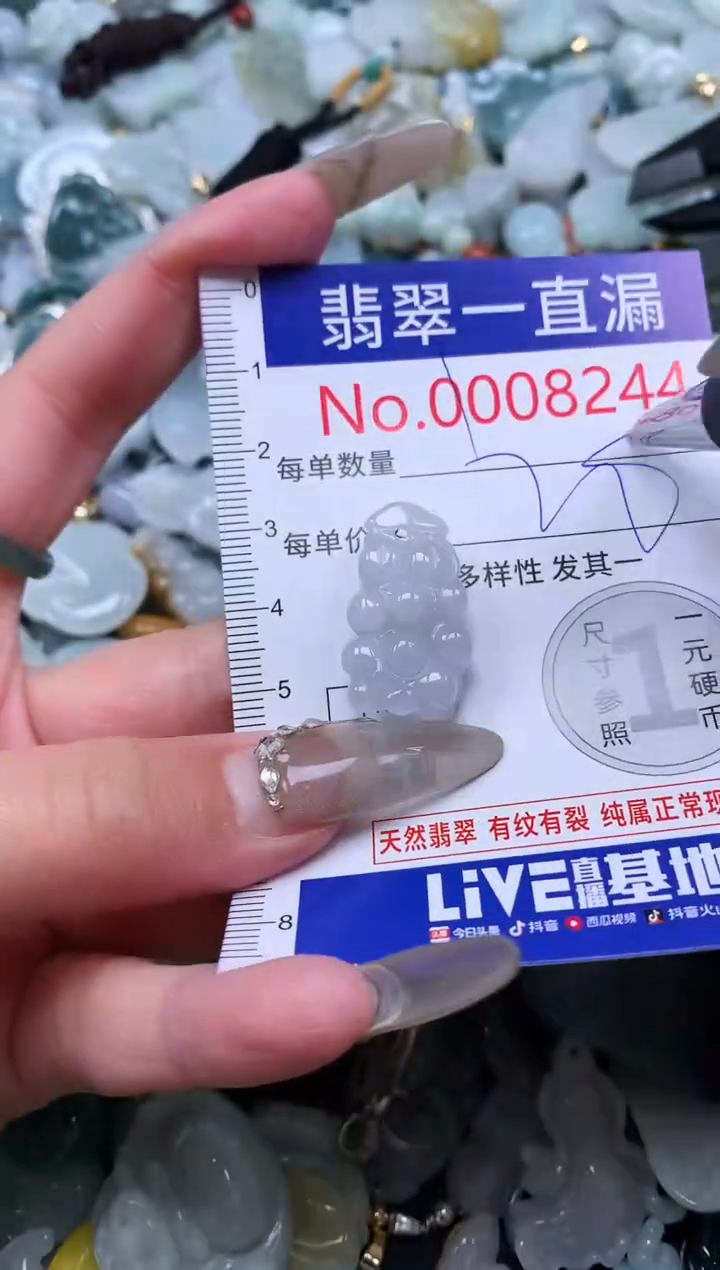 翡翠一直漏
No.0008244
每单数量
每单价
多样性 发其一
0
1
2
3
4
5
8
尺寸参照
1
一元硬币
天然翡翠 有纹有裂 纯属正常现
LiVE直播基地
今日头条 抖音 西瓜视频 抖音火山